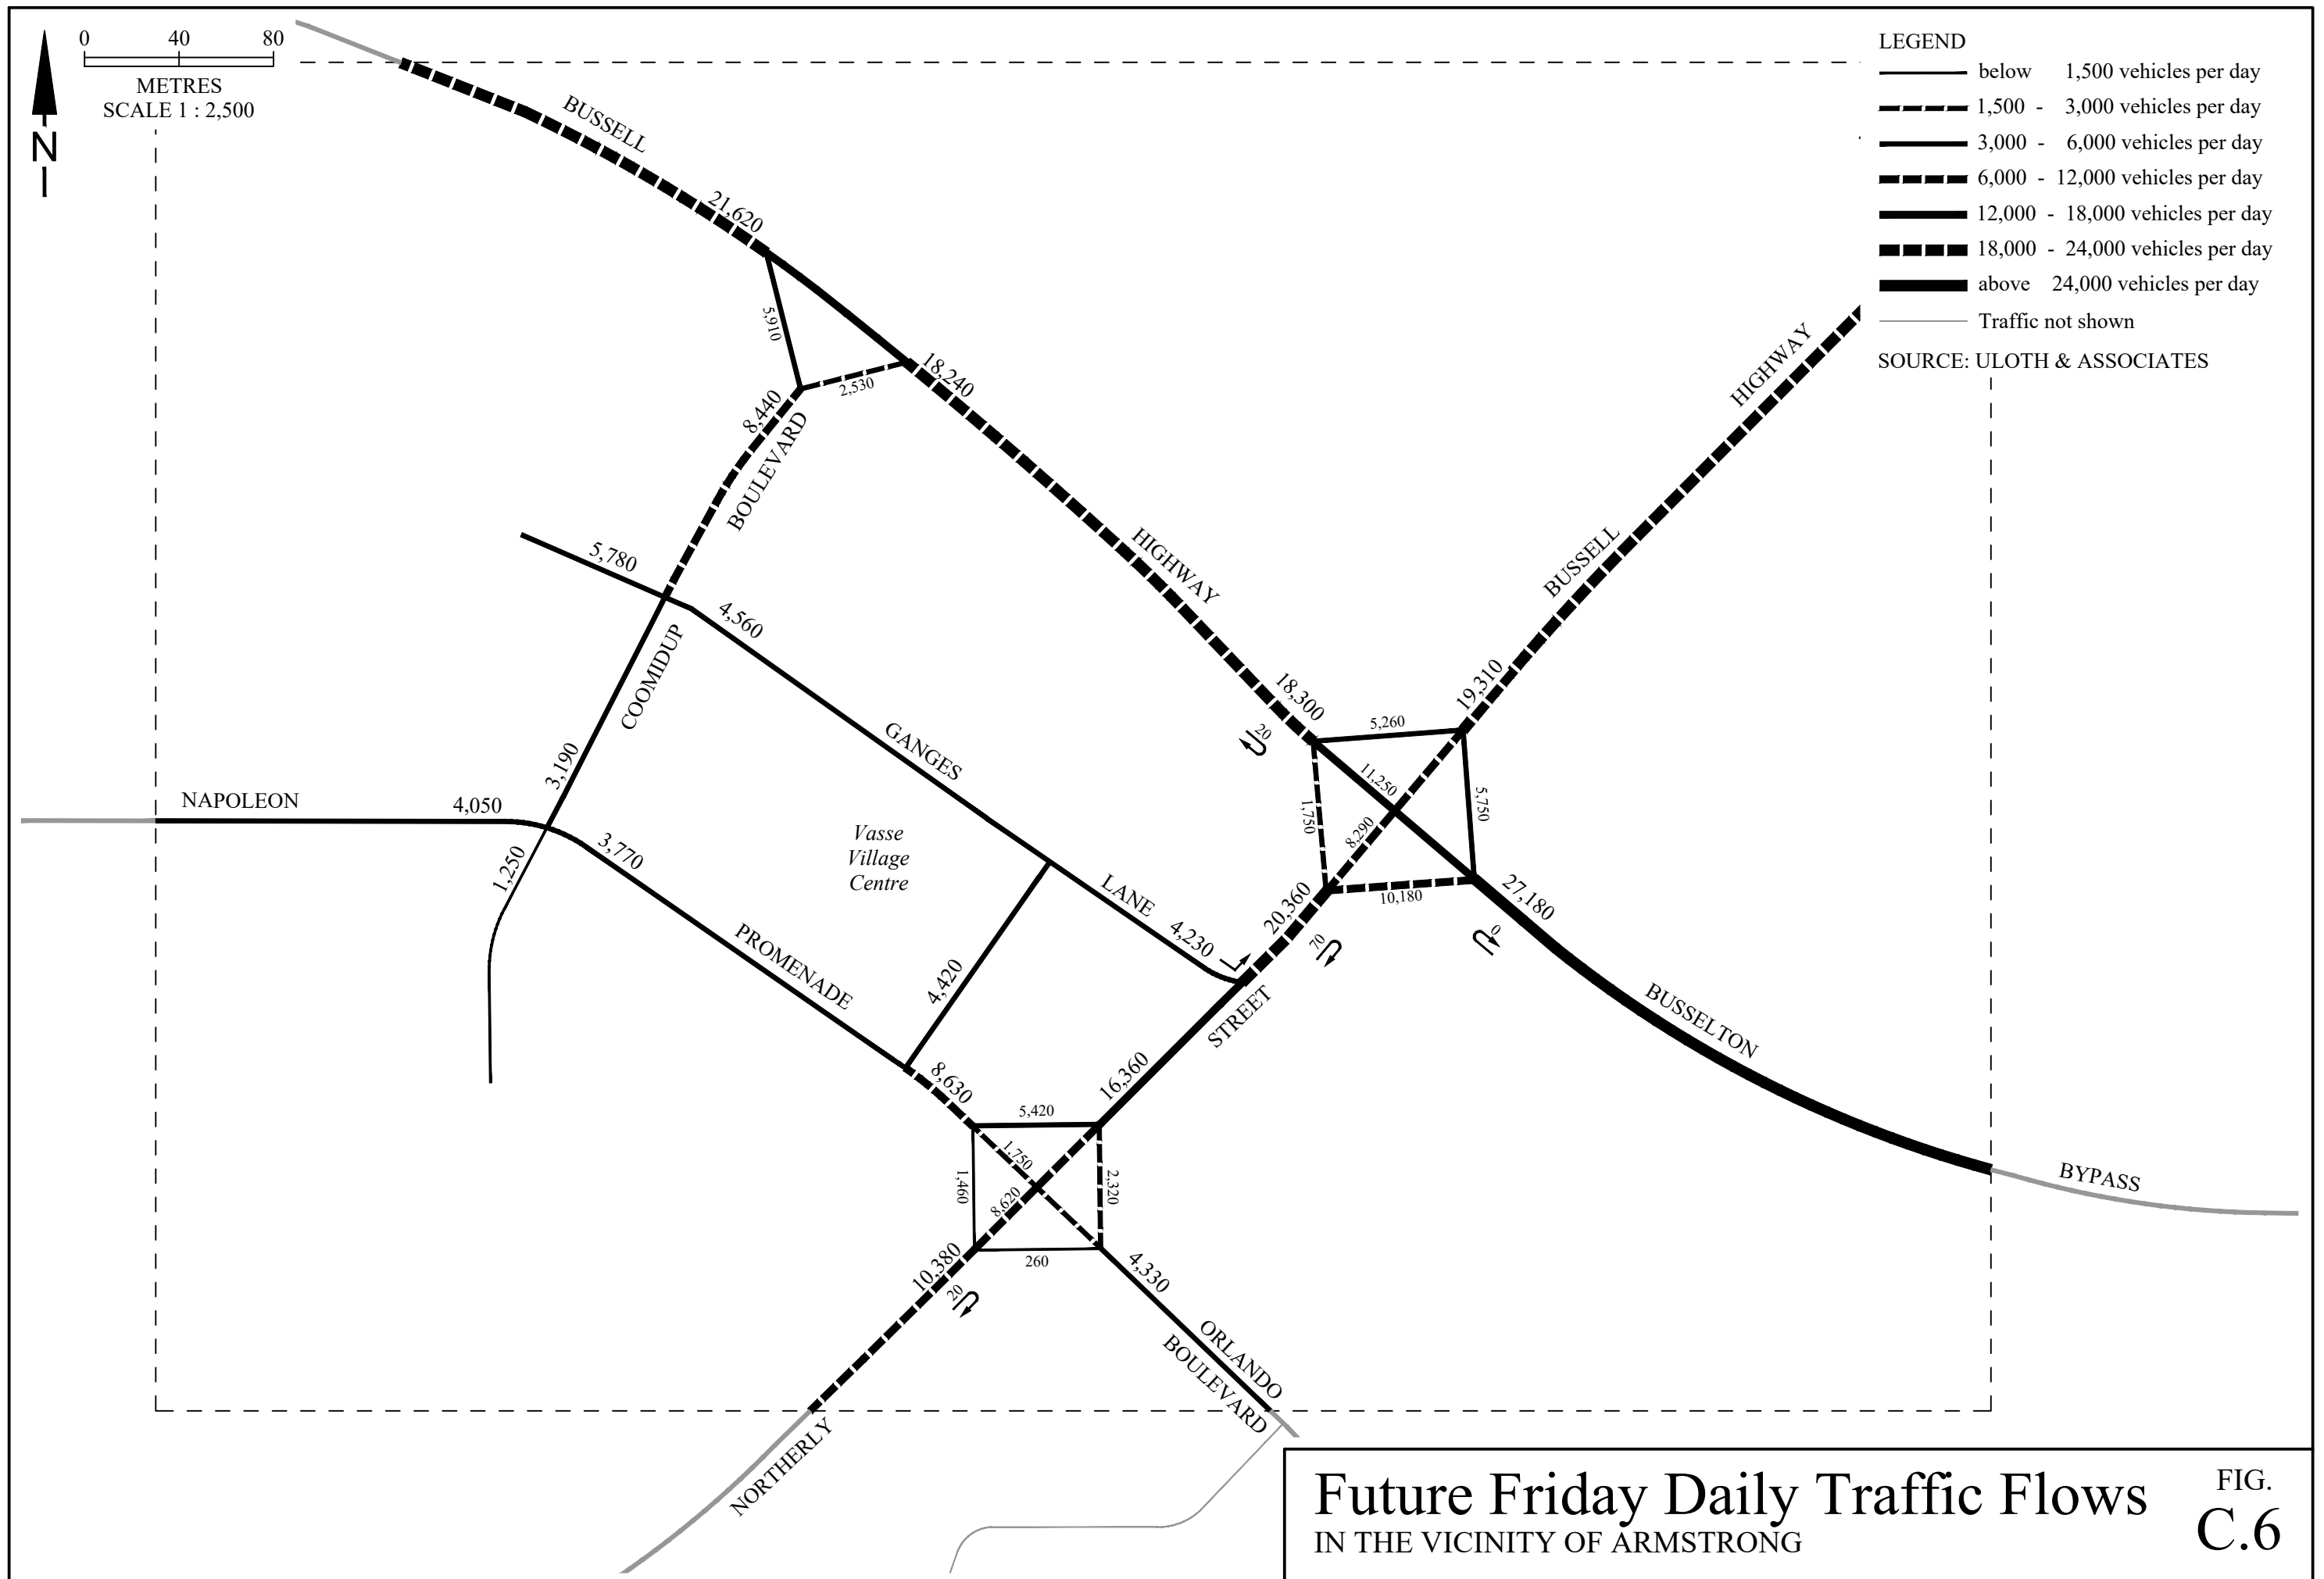 0 40 80
METRES
SCALE 1 : 2,500
N
LEGEND
below 1,500 vehicles per day
1,500 - 3,000 vehicles per day
3,000 - 6,000 vehicles per day
6,000 - 12,000 vehicles per day
12,000 - 18,000 vehicles per day
18,000 - 24,000 vehicles per day
above 24,000 vehicles per day
Traffic not shown
SOURCE: ULOTH & ASSOCIATES
BUSSELL
21,620
5,910
2,530
18,240
8,440
BOULEVARD
HIGHWAY
HIGHWAY
BUSSELL
5,780
4,560
COOMIDUP
3,190
GANGES
18,300
20
5,260
19,310
11,250
1,750
8,290
5,750
10,180
20,360
70
27,180
0
NAPOLEON
4,050
3,770
1,250
Vasse
Village
Centre
LANE
4,230
PROMENADE
4,420
STREET
BUSSELTON
BYPASS
16,360
8,630
5,420
1,750
1,460
8,620
2,320
260
10,380
20
4,330
ORLANDO
BOULEVARD
NORTHERLY
Future Friday Daily Traffic Flows
IN THE VICINITY OF ARMSTRONG
FIG.
C.6